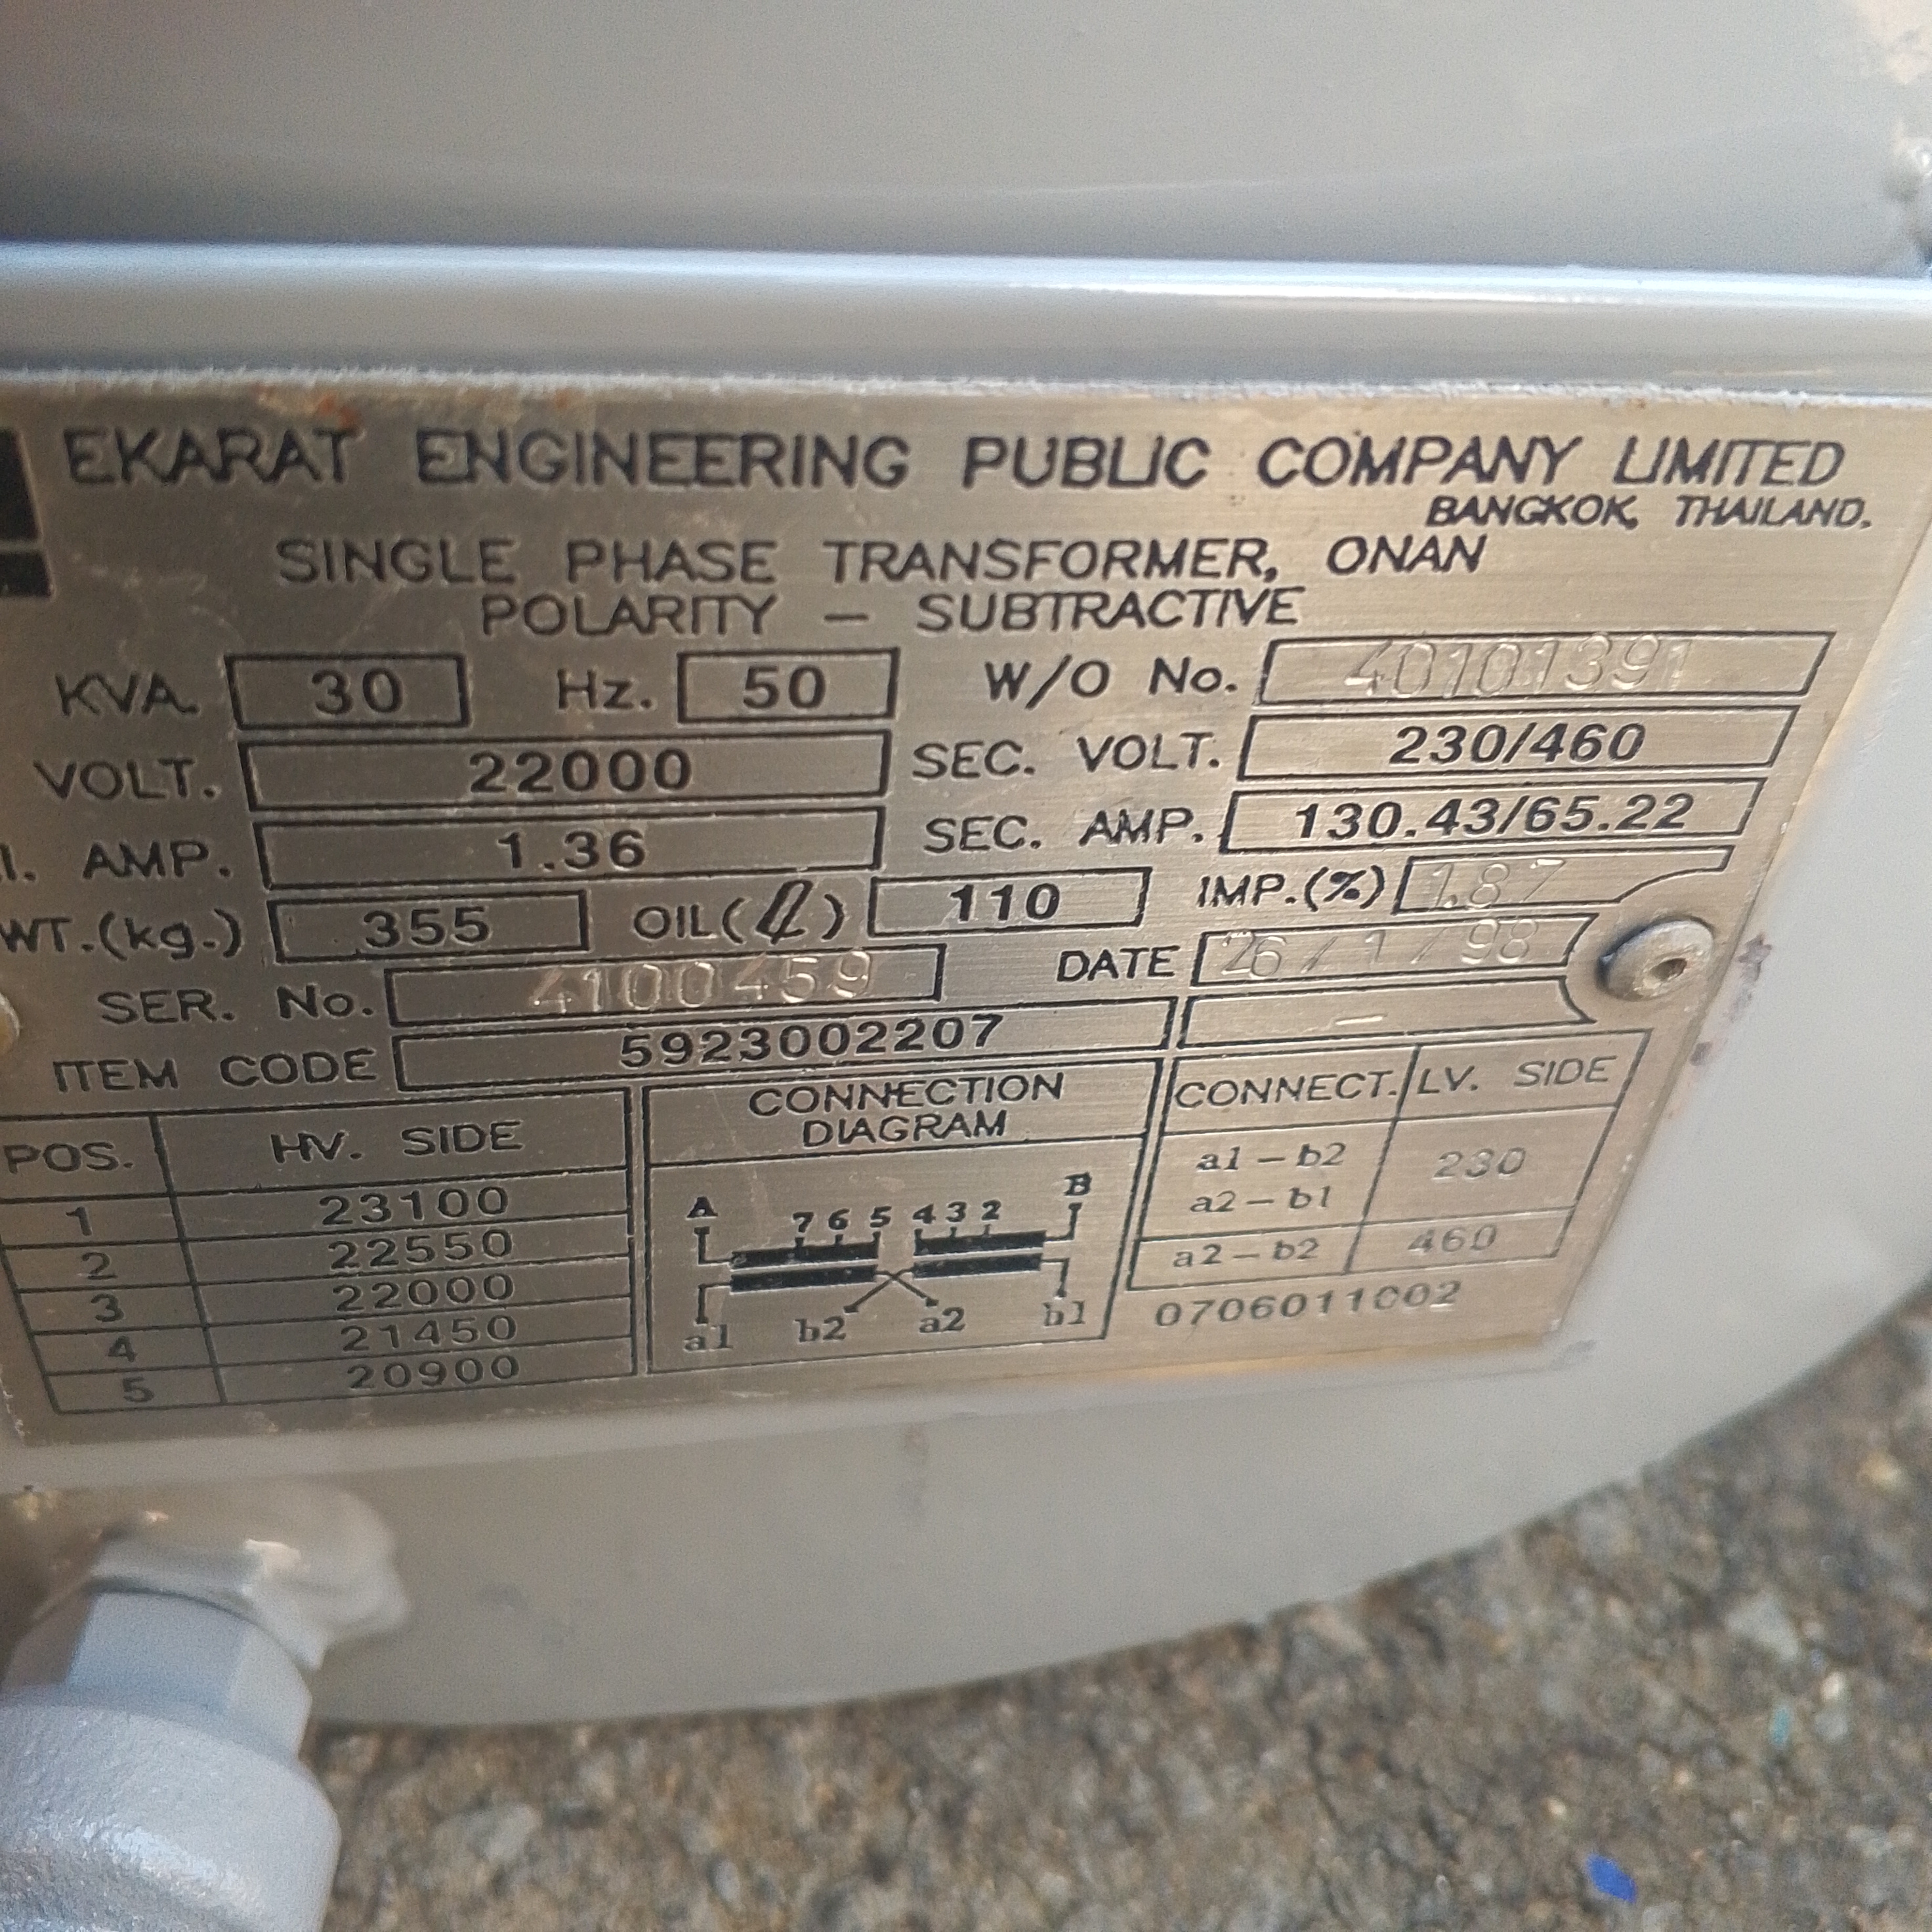 EKARAT ENGINEERING PUBLIC COMPANY LIMITED
BANGKOK, THAILAND.
SINGLE PHASE TRANSFORMER, ONAN
POLARITY — SUBTRACTIVE
KVA. 30 Hz. 50 W/O No. 40101391
VOLT. 22000 SEC. VOLT. 230/460
I. AMP. 1.36 SEC. AMP. 130.43/65.22
WT.(kg.) 355 OIL(ℓ) 110 IMP.(%) 1.87
SER. No. 4100459 DATE 26/1/98
ITEM CODE 5923002207 —
POS. HV. SIDE
1 23100
2 22550
3 22000
4 21450
5 20900
CONNECTION
DIAGRAM
A 7 6 5 4 3 2 B
a1 b2 a2 b1
CONNECT. LV. SIDE
a1 – b2 230
a2 – b1
a2 – b2 460
0706011002